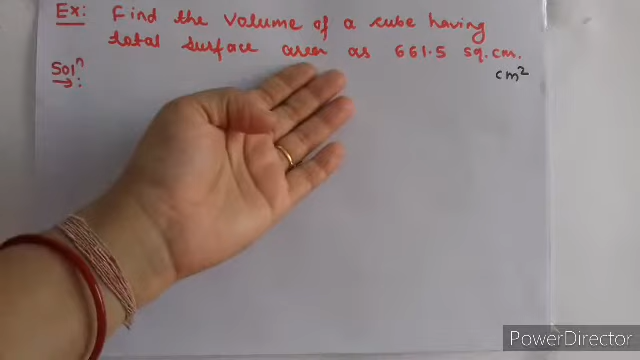 Ex: Find the volume of a cube having
total surface area as 661.5 sq.cm.
cm²
Solⁿ
→:
PowerDirector